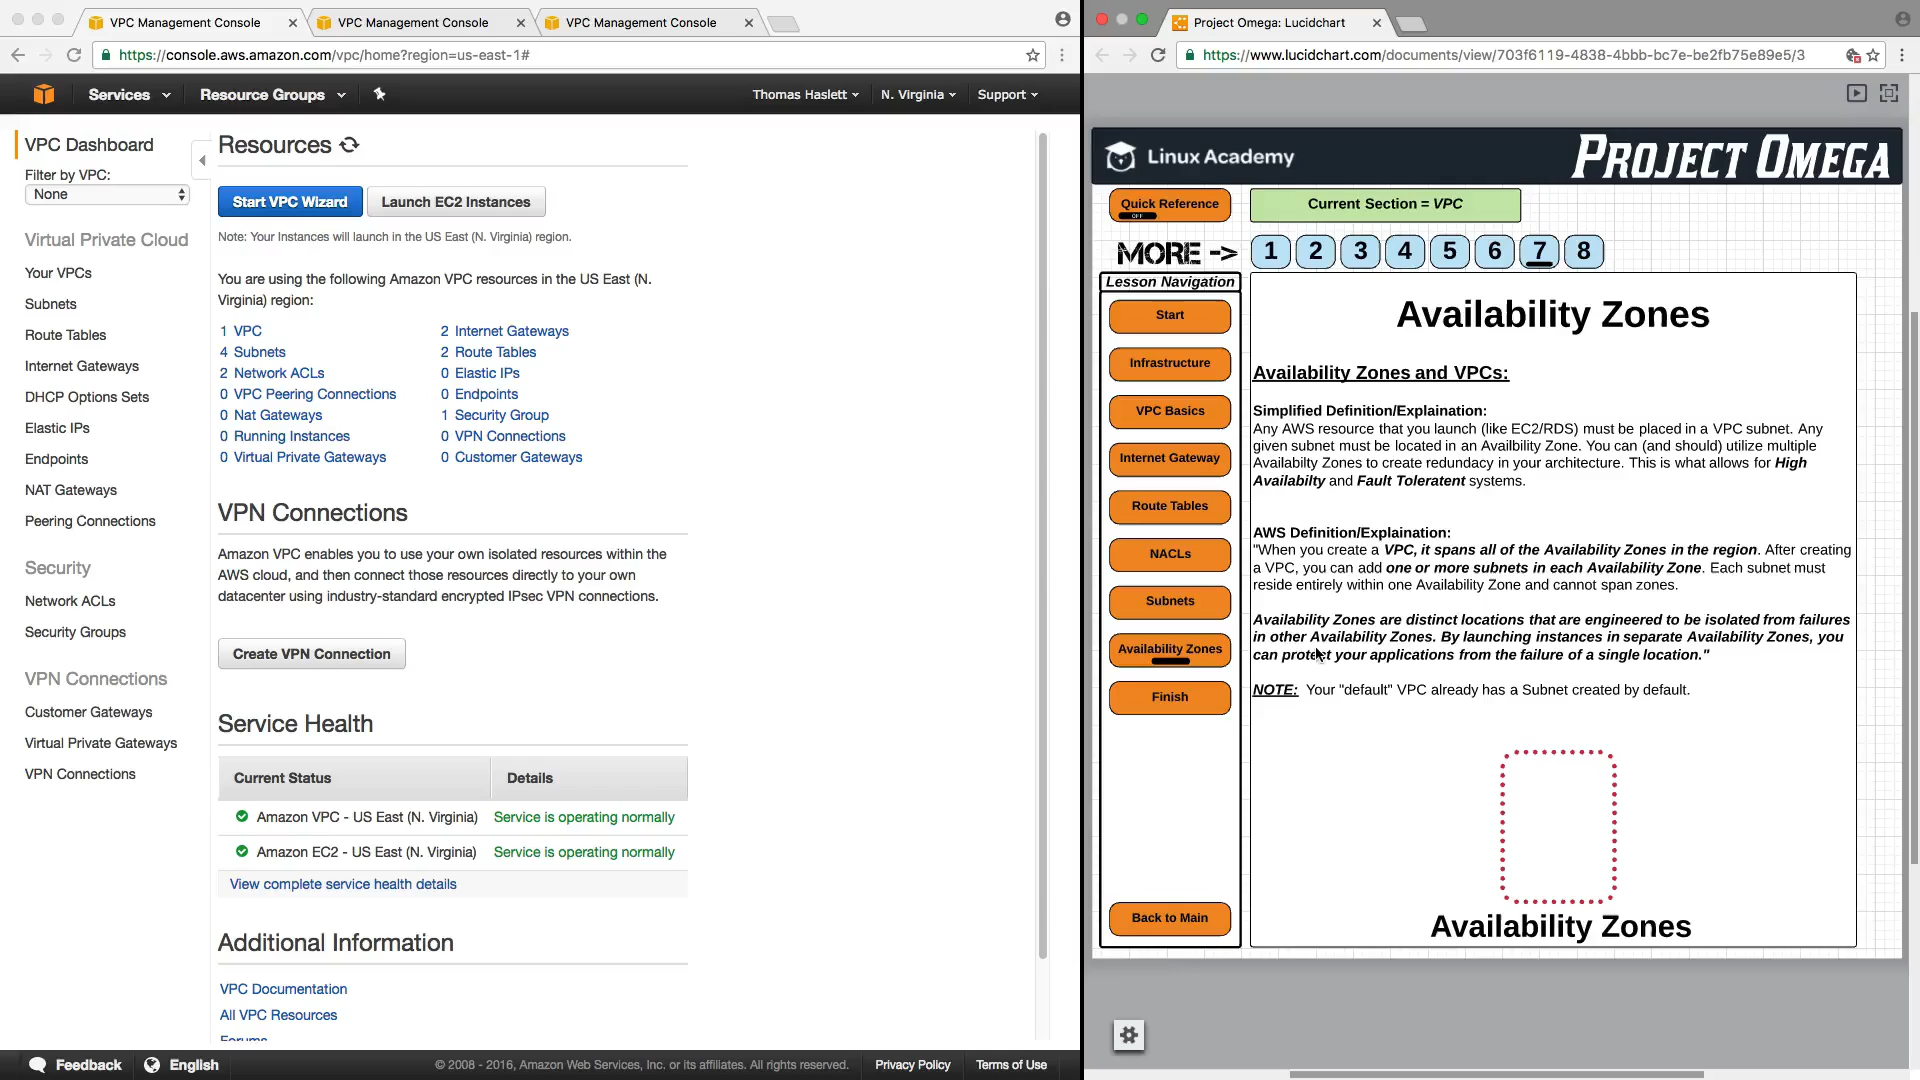 VPC Management Console
VPC Management Console
VPC Management Console
https://console.aws.amazon.com/vpc/home?region=us-east-1#
Services
Resource Groups
Thomas Haslett
N. Virginia
Support
VPC Dashboard
Filter by VPC:
None
Virtual Private Cloud
Your VPCs
Subnets
Route Tables
Internet Gateways
DHCP Options Sets
Elastic IPs
Endpoints
NAT Gateways
Peering Connections
Security
Network ACLs
Security Groups
VPN Connections
Customer Gateways
Virtual Private Gateways
VPN Connections
Resources
Start VPC Wizard
Launch EC2 Instances
Note: Your Instances will launch in the US East (N. Virginia) region.
You are using the following Amazon VPC resources in the US East (N.
Virginia) region:
1 VPC
2 Internet Gateways
4 Subnets
2 Route Tables
2 Network ACLs
0 Elastic IPs
0 VPC Peering Connections
0 Endpoints
0 Nat Gateways
1 Security Group
0 Running Instances
0 VPN Connections
0 Virtual Private Gateways
0 Customer Gateways
VPN Connections
Amazon VPC enables you to use your own isolated resources within the
AWS cloud, and then connect those resources directly to your own
datacenter using industry-standard encrypted IPsec VPN connections.
Create VPN Connection
Service Health
Current Status
Details
Amazon VPC - US East (N. Virginia)
Service is operating normally
Amazon EC2 - US East (N. Virginia)
Service is operating normally
View complete service health details
Additional Information
VPC Documentation
All VPC Resources
Forums
Feedback
English
© 2008 - 2016, Amazon Web Services, Inc. or its affiliates. All rights reserved.
Privacy Policy
Terms of Use
Project Omega: Lucidchart
https://www.lucidchart.com/documents/view/703f6119-4838-4bbb-bc7e-be2fb75e89e5/3
Linux Academy
PROJECT OMEGA
Quick Reference
OFF
Current Section = VPC
MORE ->
1 2 3 4 5 6 7 8
Lesson Navigation
Start
Infrastructure
VPC Basics
Internet Gateway
Route Tables
NACLs
Subnets
Availability Zones
Finish
Back to Main
Availability Zones
Availability Zones and VPCs:
Simplified Definition/Explaination:
Any AWS resource that you launch (like EC2/RDS) must be placed in a VPC subnet. Any
given subnet must be located in an Availbility Zone. You can (and should) utilize multiple
Availabilty Zones to create redundacy in your architecture. This is what allows for High
Availabilty and Fault Toleratent systems.
AWS Definition/Explaination:
"When you create a VPC, it spans all of the Availability Zones in the region. After creating
a VPC, you can add one or more subnets in each Availability Zone. Each subnet must
reside entirely within one Availability Zone and cannot span zones.
Availability Zones are distinct locations that are engineered to be isolated from failures
in other Availability Zones. By launching instances in separate Availability Zones, you
can protect your applications from the failure of a single location."
NOTE: Your "default" VPC already has a Subnet created by default.
Availability Zones